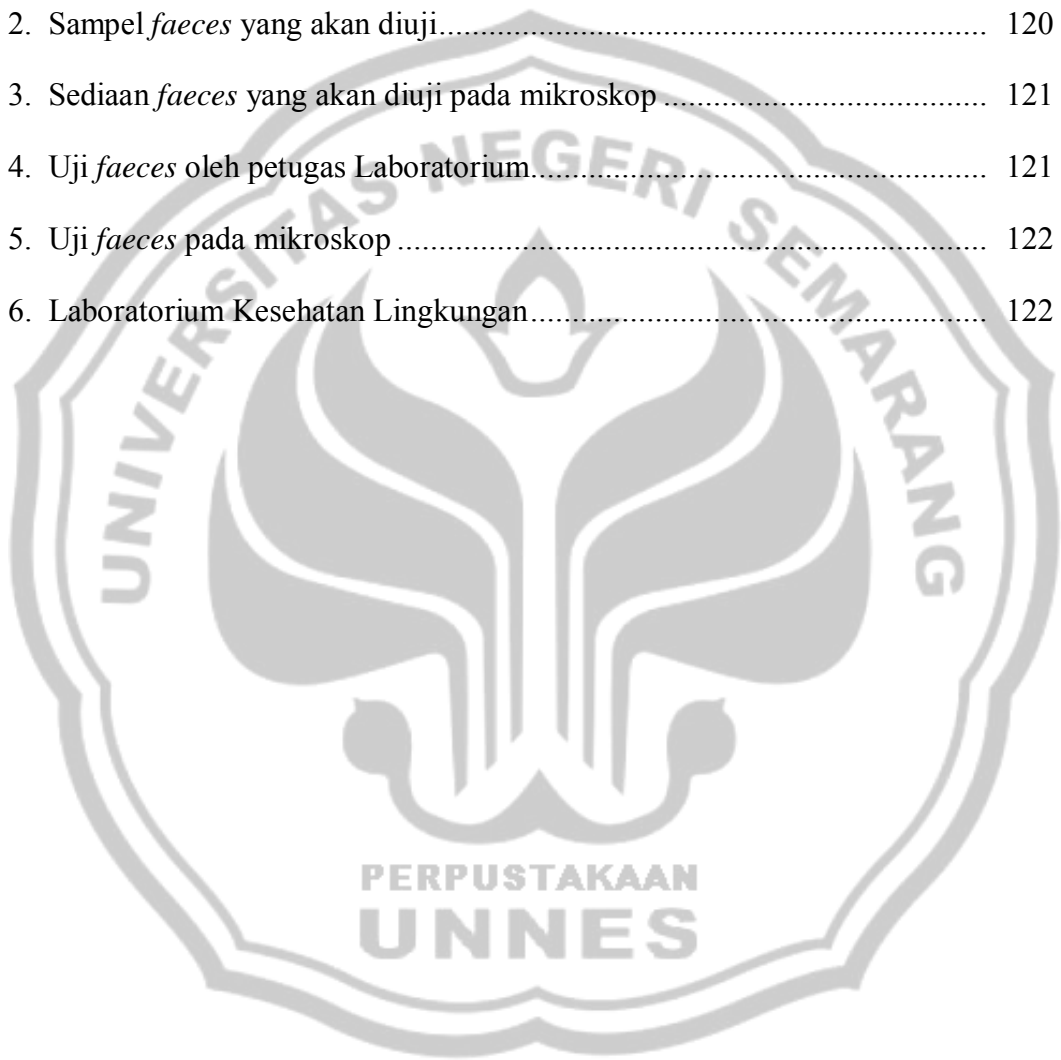 2. Sampel faeces yang akan diuji.................................................................... 120
3. Sediaan faeces yang akan diuji pada mikroskop ........................................ 121
4. Uji faeces oleh petugas Laboratorium......................................................... 121
5. Uji faeces pada mikroskop ......................................................................... 122
6. Laboratorium Kesehatan Lingkungan......................................................... 122
UNIVERSITAS NEGERI SEMARANG
PERPUSTAKAAN
UNNES